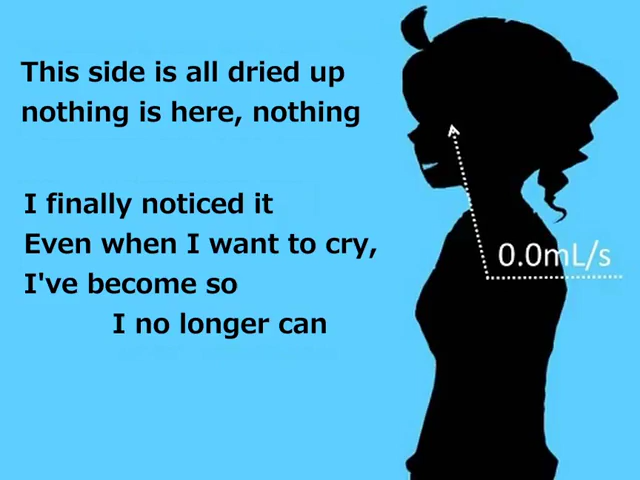 This side is all dried up
nothing is here, nothing
I finally noticed it
Even when I want to cry,
I've become so
I no longer can
0.0mL/s